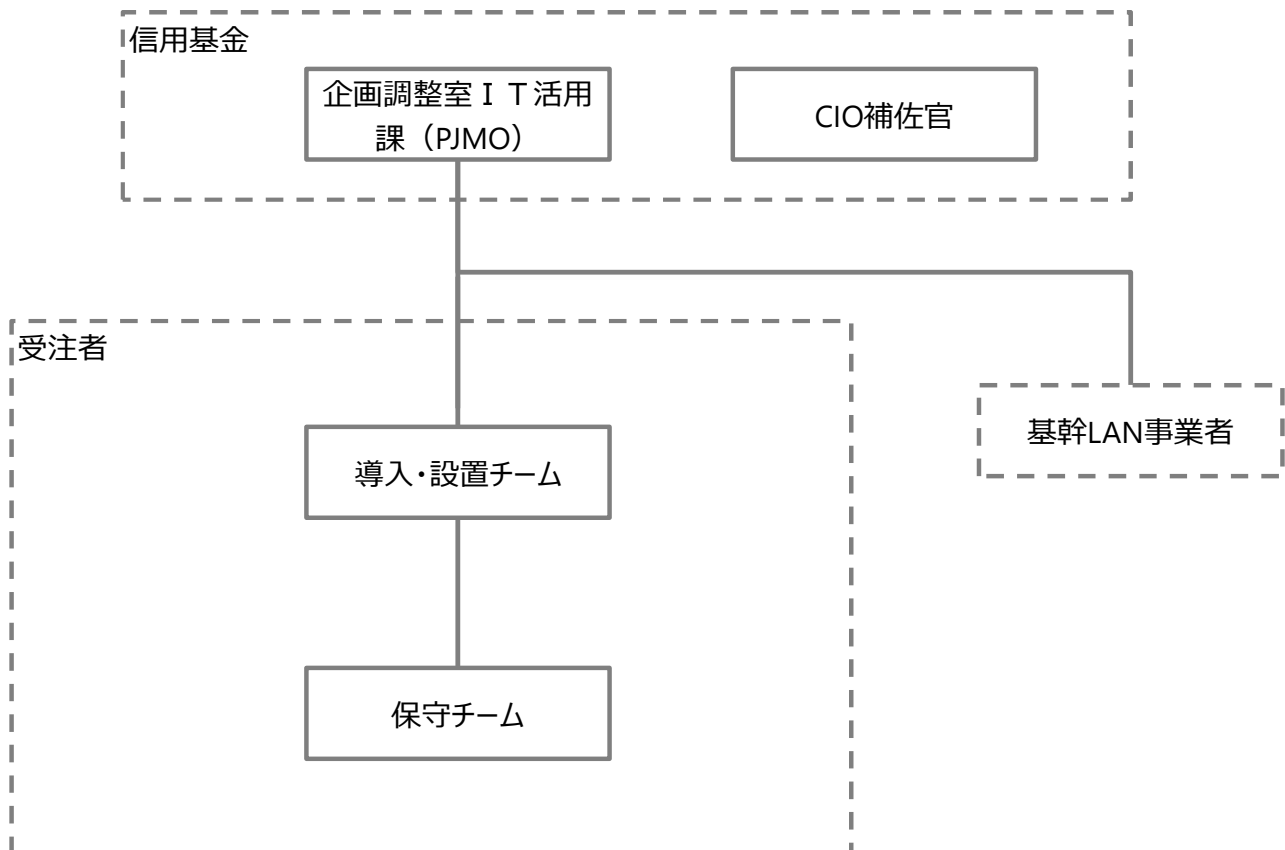 信用基金
企画調整室ＩＴ活用
課（PJMO）
CIO補佐官
受注者
導入・設置チーム
基幹LAN事業者
保守チーム